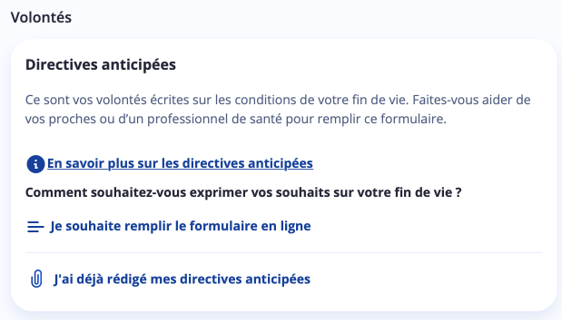 Volontés
Directives anticipées
Ce sont vos volontés écrites sur les conditions de votre fin de vie. Faites-vous aider de
vos proches ou d’un professionnel de santé pour remplir ce formulaire.
En savoir plus sur les directives anticipées
Comment souhaitez-vous exprimer vos souhaits sur votre fin de vie ?
Je souhaite remplir le formulaire en ligne
J'ai déjà rédigé mes directives anticipées